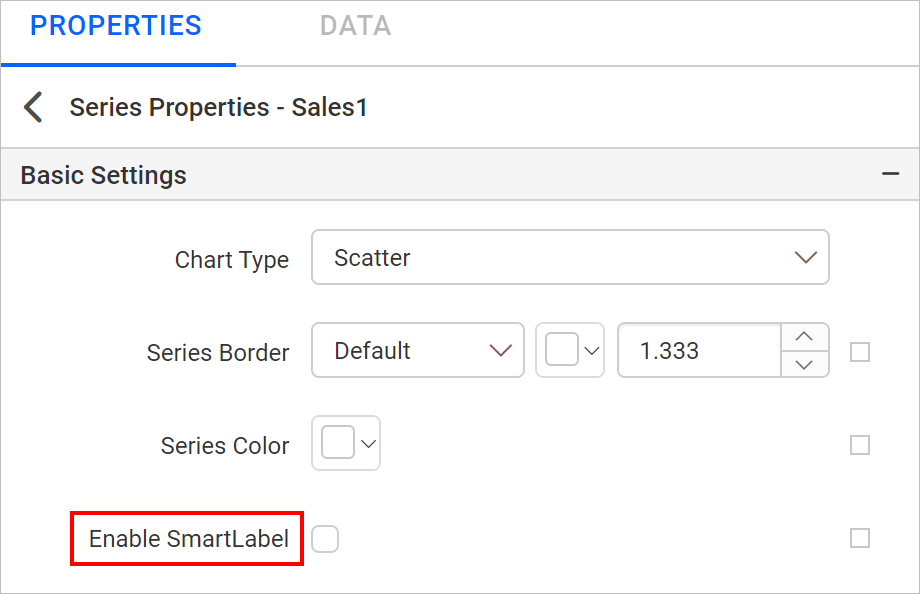 PROPERTIES DATA
Series Properties - Sales1
Basic Settings
Chart Type Scatter
Series Border Default 1.333
Series Color
Enable SmartLabel